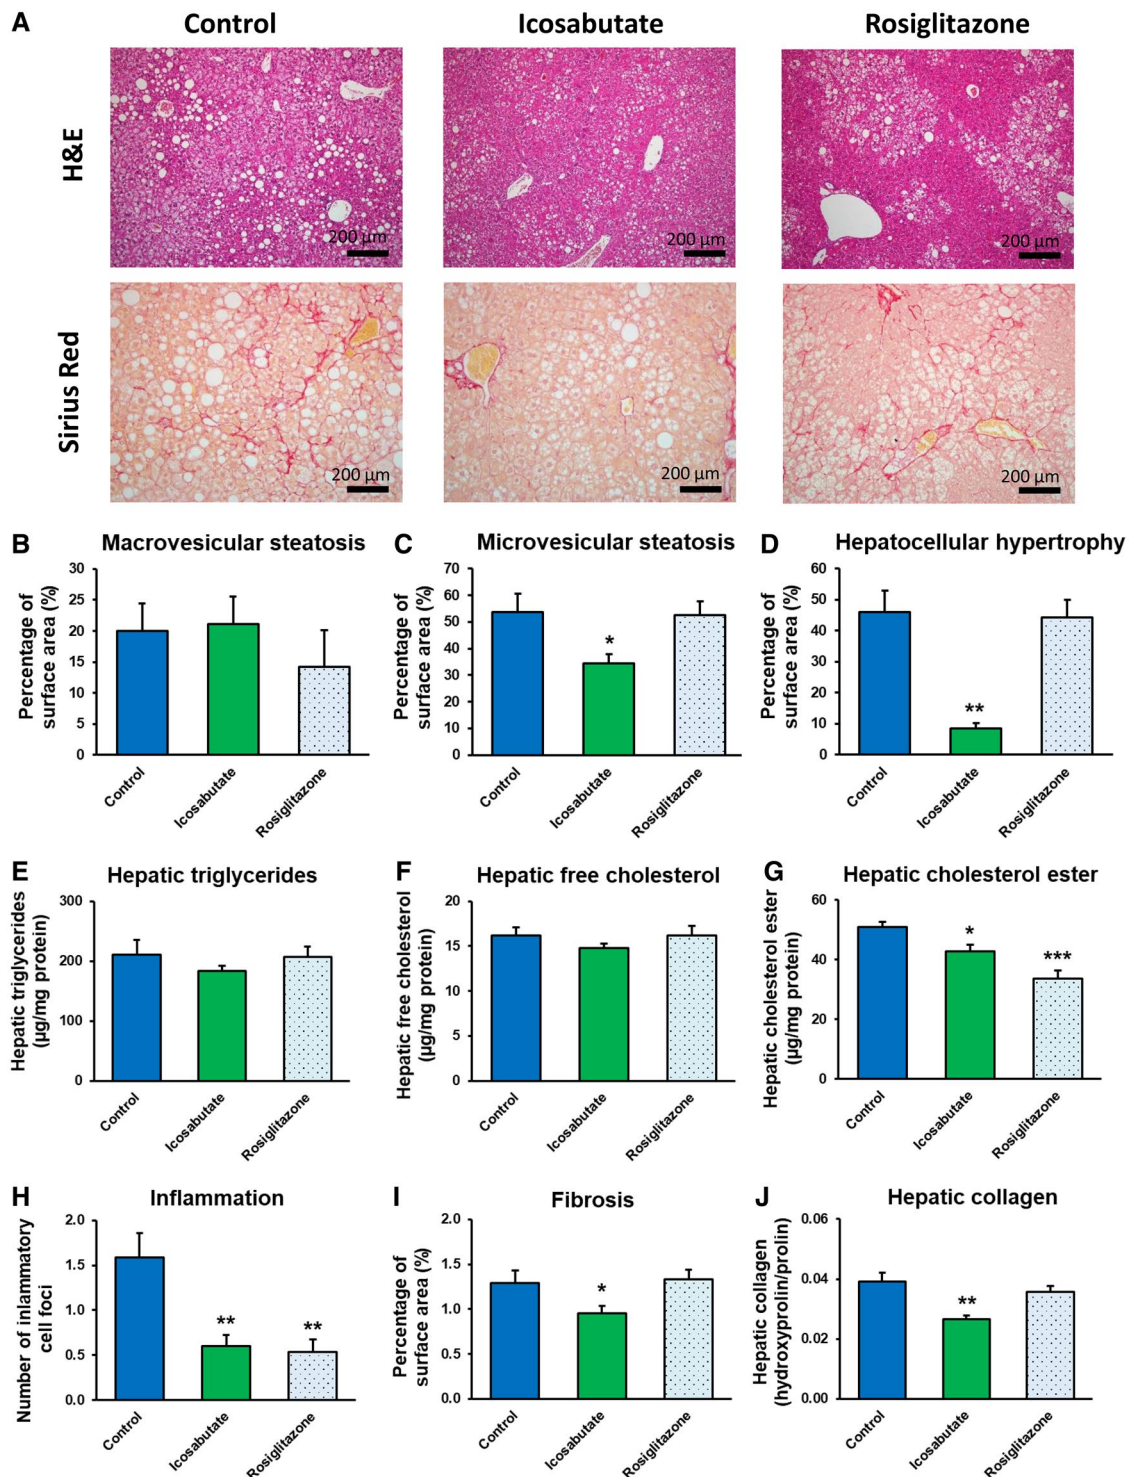 A
Control
Icosabutate
Rosiglitazone
H&E
200 µm
200 µm
200 µm
Sirius Red
200 µm
200 µm
200 µm
B
Macrovesicular steatosis
Percentage of
surface area (%)
30
25
20
15
10
5
0
Control
Icosabutate
Rosiglitazone
C
Microvesicular steatosis
Percentage of
surface area (%)
70
60
50
40
30
20
10
0
*
Control
Icosabutate
Rosiglitazone
D
Hepatocellular hypertrophy
Percentage of
surface area (%)
60
50
40
30
20
10
0
**
Control
Icosabutate
Rosiglitazone
E
Hepatic triglycerides
Hepatic triglycerides
(µg/mg protein)
300
200
100
0
Control
Icosabutate
Rosiglitazone
F
Hepatic free cholesterol
Hepatic free cholesterol
(µg/mg protein)
20
15
10
5
0
Control
Icosabutate
Rosiglitazone
G
Hepatic cholesterol ester
Hepatic cholesterol ester
(µg/mg protein)
60
40
20
0
*
***
Control
Icosabutate
Rosiglitazone
H
Inflammation
Number of inlammatory
cell foci
2.0
1.5
1.0
0.5
0.0
**
**
Control
Icosabutate
Rosiglitazone
I
Fibrosis
Percentage of
surface area (%)
2.0
1.5
1.0
0.5
0.0
*
Control
Icosabutate
Rosiglitazone
J
Hepatic collagen
Hepatic collagen
(hydroxyprolin/prolin)
0.06
0.04
0.02
0.00
**
Control
Icosabutate
Rosiglitazone